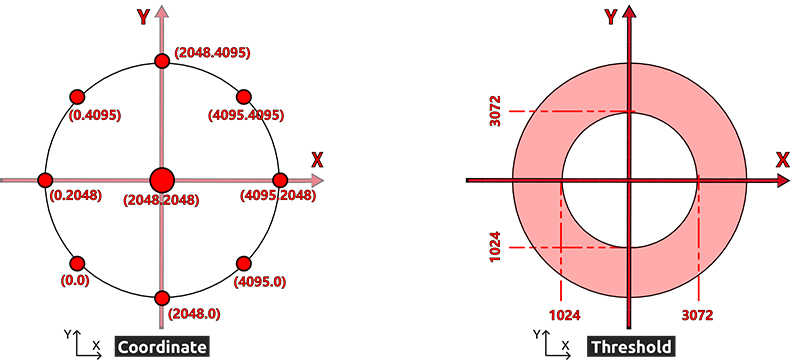 Y
(2048.4095)
(0.4095)
(4095.4095)
X
(0.2048)
(2048.2048)
(4095.2048)
(0.0)
(4095.0)
(2048.0)
Y
X
Coordinate
Y
3072
X
1024
1024
3072
Y
X
Threshold